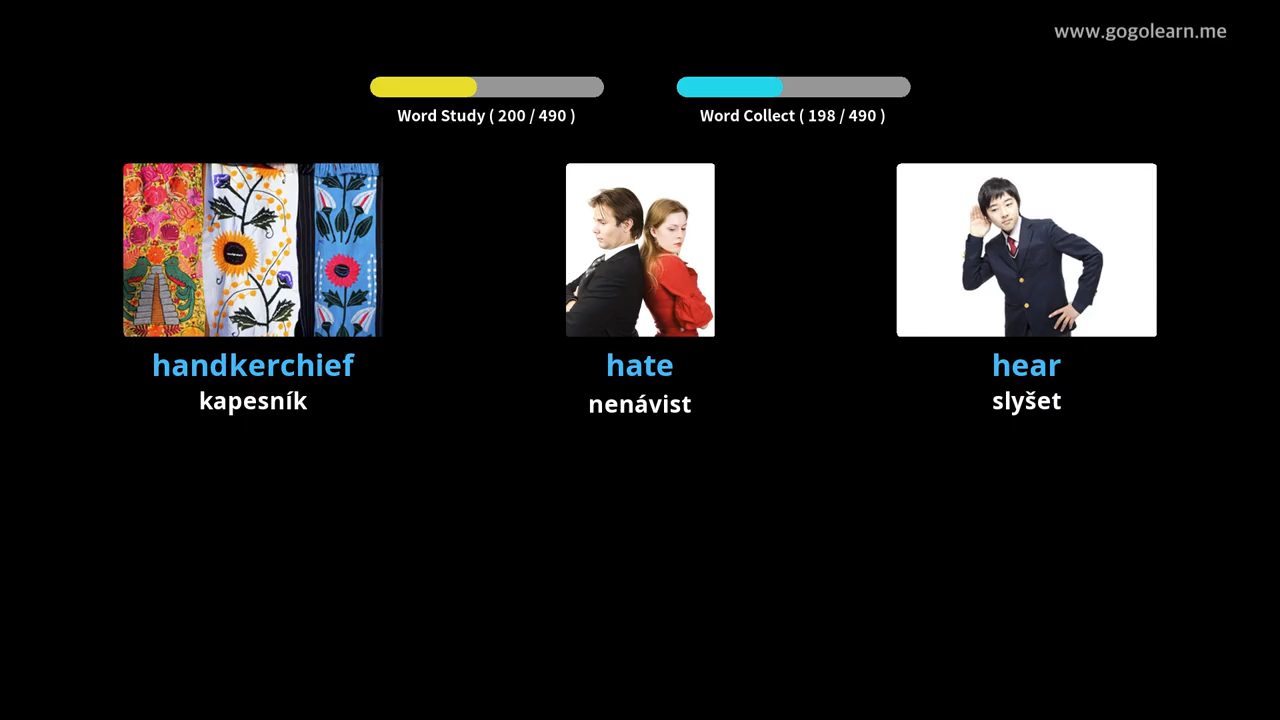 www.gogolearn.me
Word Study ( 200 / 490 )
Word Collect ( 198 / 490 )
handkerchief
kapesník
hate
nenávist
hear
slyšet